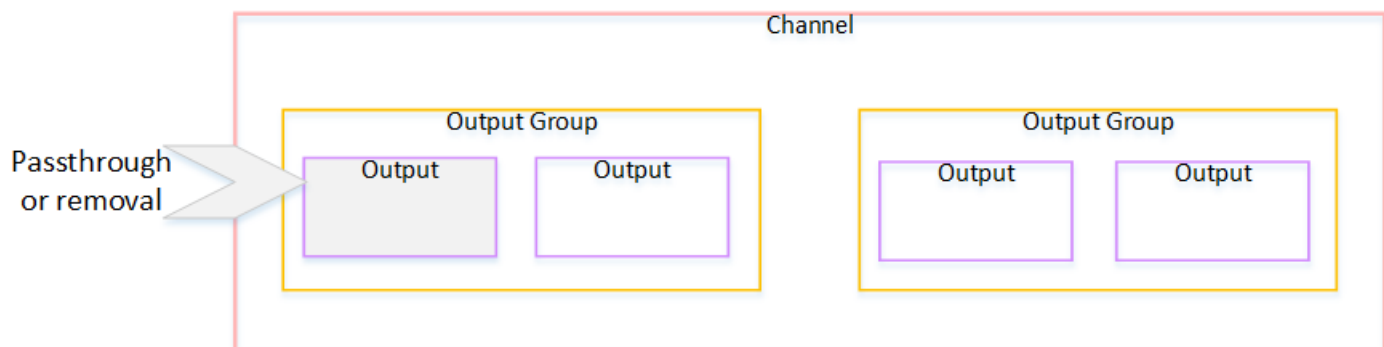 Channel
Output Group
Output Group
Passthrough
or removal
Output
Output
Output
Output